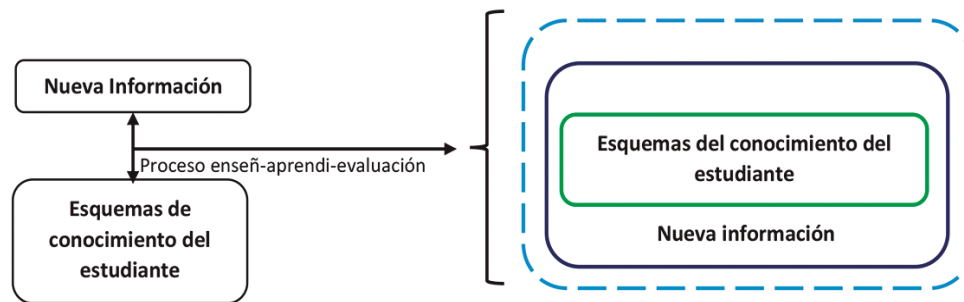 Nueva Información
Proceso enseñ-aprendi-evaluación
Esquemas de
conocimiento del
estudiante
Esquemas del conocimiento del
estudiante
Nueva información